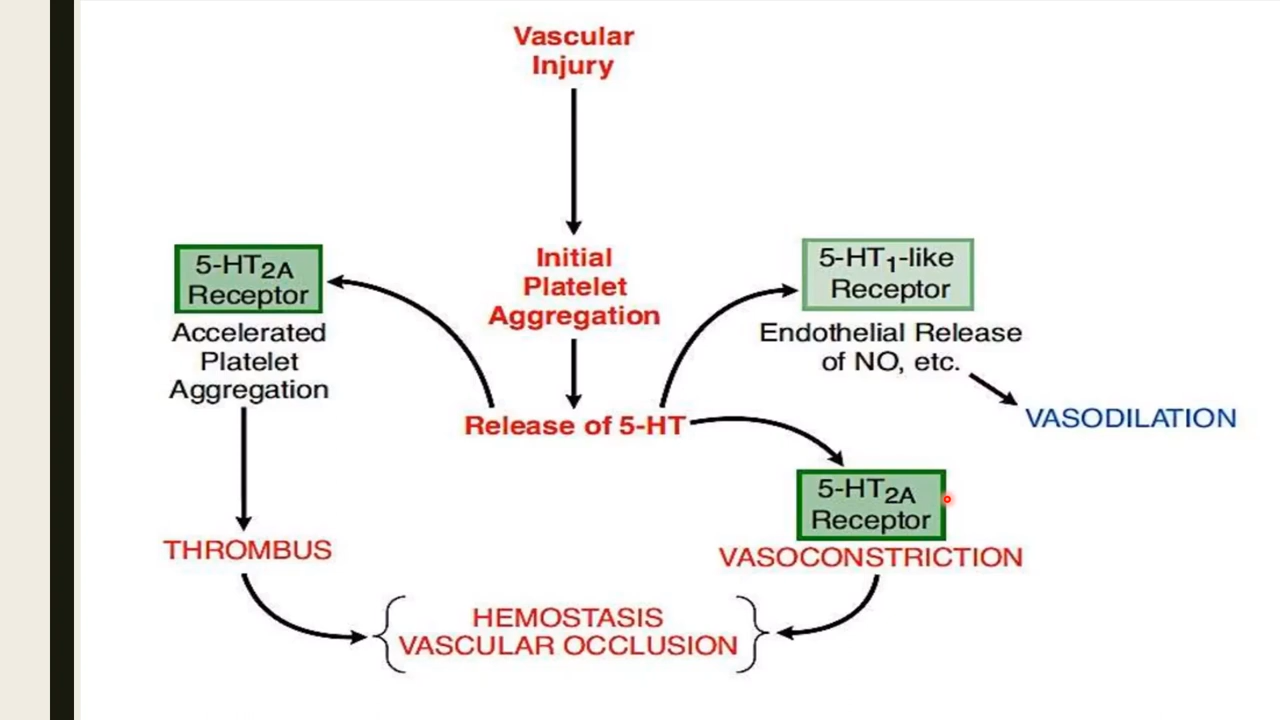 Vascular
Injury
Initial
Platelet
Aggregation
Release of 5-HT
5-HT2A
Receptor
Accelerated
Platelet
Aggregation
THROMBUS
5-HT1-like
Receptor
Endothelial Release
of NO, etc.
VASODILATION
5-HT2A
Receptor
VASOCONSTRICTION
HEMOSTASIS
VASCULAR OCCLUSION